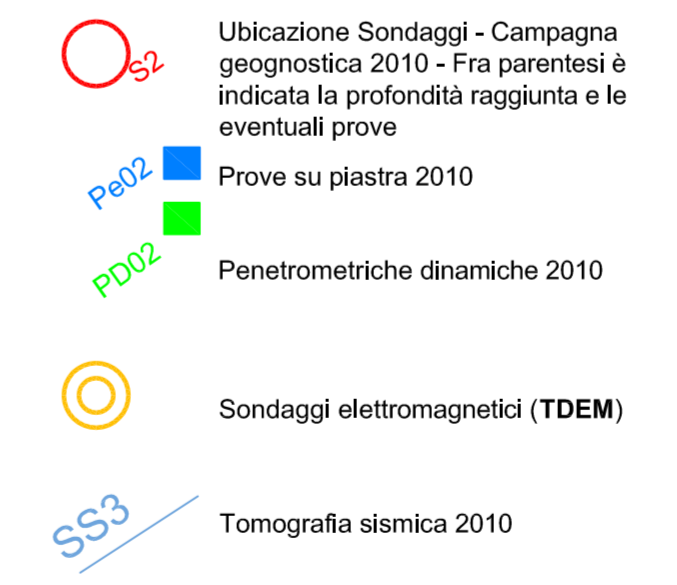 S2
Ubicazione Sondaggi - Campagna
geognostica 2010 - Fra parentesi è
indicata la profondità raggiunta e le
eventuali prove
Pe02
Prove su piastra 2010
PD02
Penetrometriche dinamiche 2010
Sondaggi elettromagnetici (TDEM)
SS3
Tomografia sismica 2010